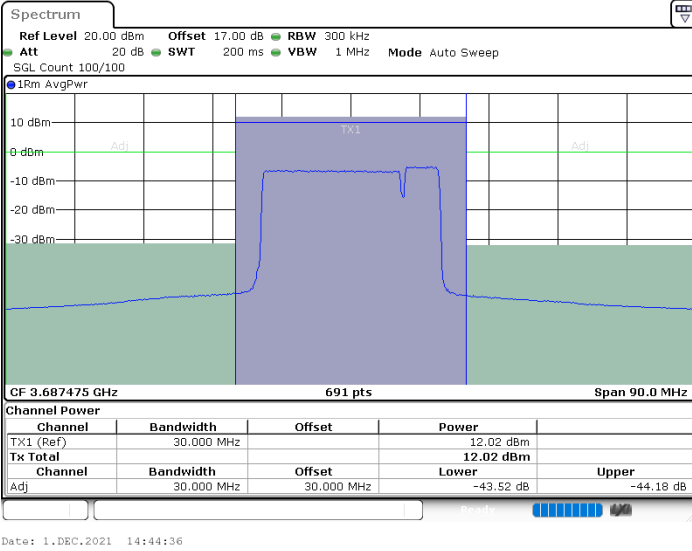 Spectrum
Ref Level 20.00 dBm Offset 17.00 dB RBW 300 kHz
Att 20 dB SWT 200 ms VBW 1 MHz Mode Auto Sweep
SGL Count 100/100
1Rm AvgPwr
10 dBm
TX1
Adj Adj
0 dBm
-10 dBm
-20 dBm
-30 dBm
CF 3.687475 GHz 691 pts Span 90.0 MHz
Channel Power
Channel Bandwidth Offset Power
TX1 (Ref) 30.000 MHz 12.02 dBm
Tx Total 12.02 dBm
Channel Bandwidth Offset Lower Upper
Adj 30.000 MHz 30.000 MHz -43.52 dB -44.18 dB
Ready
Date: 1.DEC.2021 14:44:36